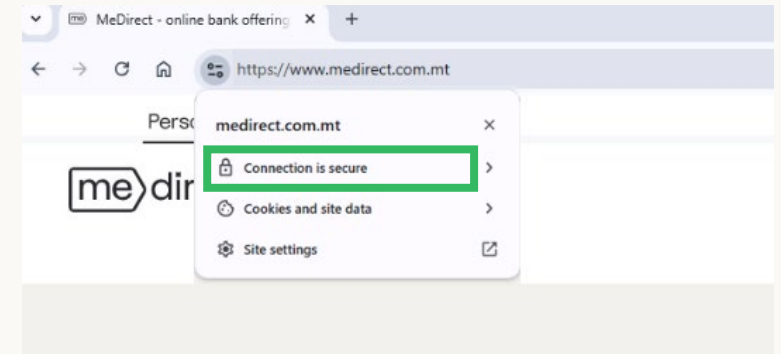 MeDirect - online bank offering
https://www.medirect.com.mt
Perso
medirect.com.mt
me dir
Connection is secure
Cookies and site data
Site settings